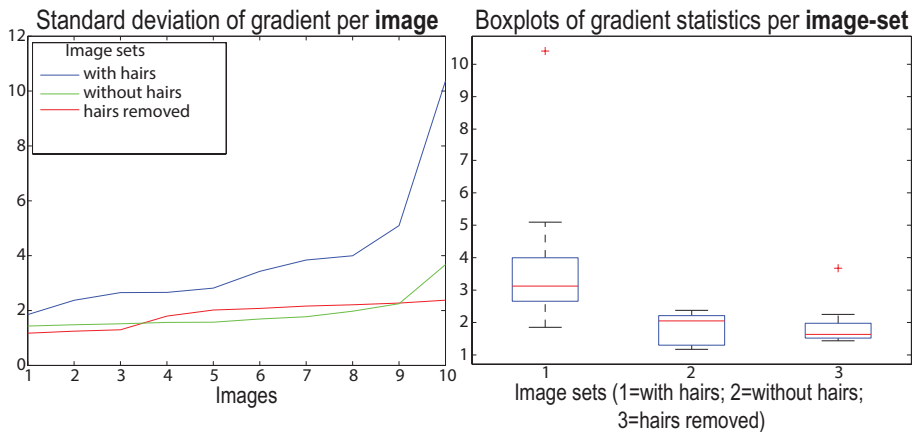 Standard deviation of gradient per image
12
10
8
6
4
2
0
Image sets
with hairs
without hairs
hairs removed
1 2 3 4 5 6 7 8 9 10
Images
Boxplots of gradient statistics per image-set
10
9
8
7
6
5
4
3
2
1
1 2 3
Image sets (1=with hairs; 2=without hairs;
3=hairs removed)